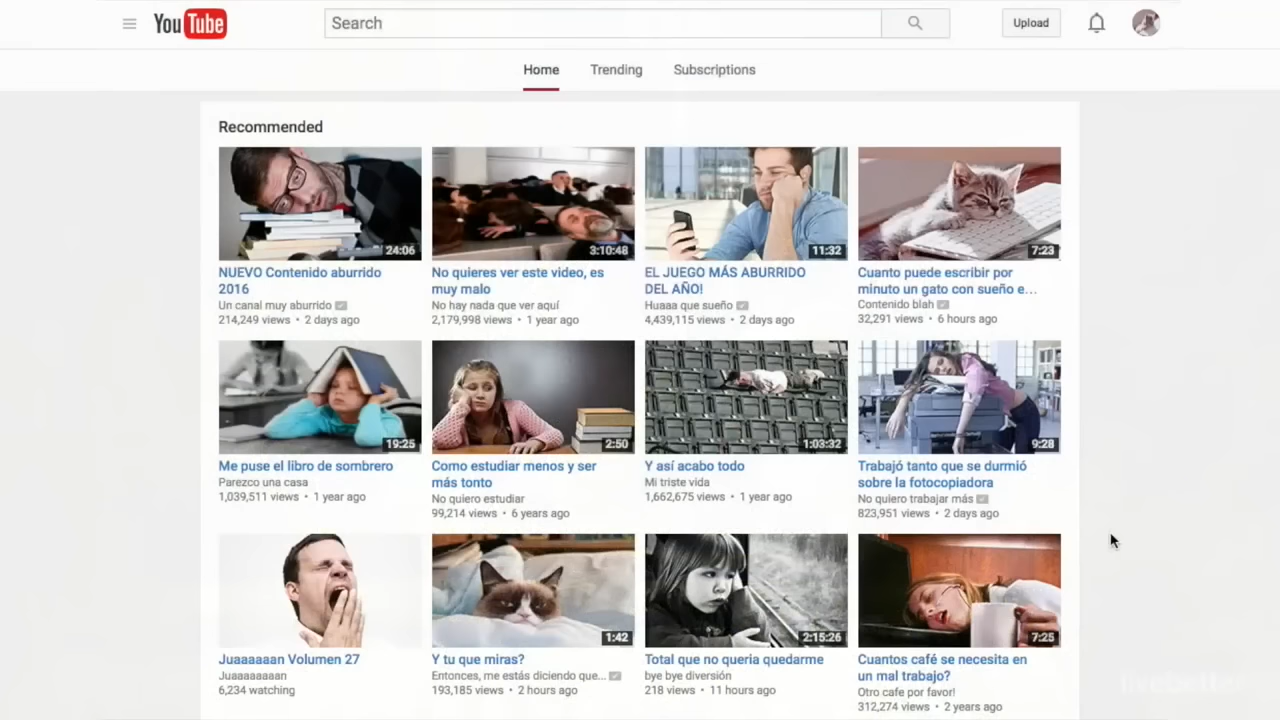 YouTube
Search
Upload
Home
Trending
Subscriptions
Recommended
24:06
3:10:48
11:32
7:23
NUEVO Contenido aburrido
2016
Un canal muy aburrido
214,249 views • 2 days ago
No quieres ver este video, es
muy malo
No hay nada que ver aquí
2,179,998 views • 1 year ago
EL JUEGO MÁS ABURRIDO
DEL AÑO!
Huaaa que sueño
4,439,115 views • 2 days ago
Cuanto puede escribir por
minuto un gato con sueño e...
Contenido blah
32,291 views • 6 hours ago
19:25
2:50
1:03:32
9:28
Me puse el libro de sombrero
Parezco una casa
1,039,511 views • 1 year ago
Como estudiar menos y ser
más tonto
No quiero estudiar
99,214 views • 6 years ago
Y así acabo todo
Mi triste vida
1,662,675 views • 1 year ago
Trabajó tanto que se durmió
sobre la fotocopiadora
No quiero trabajar más
823,951 views • 2 days ago
1:42
2:15:26
7:25
Juaaaaaan Volumen 27
Juaaaaaaaan
6,234 watching
Y tu que miras?
Entonces, me estás diciendo que...
193,185 views • 2 hours ago
Total que no queria quedarme
bye bye diversión
218 views • 11 hours ago
Cuantos café se necesita en
un mal trabajo?
Otro cafe por favor!
312,274 views • 2 years ago